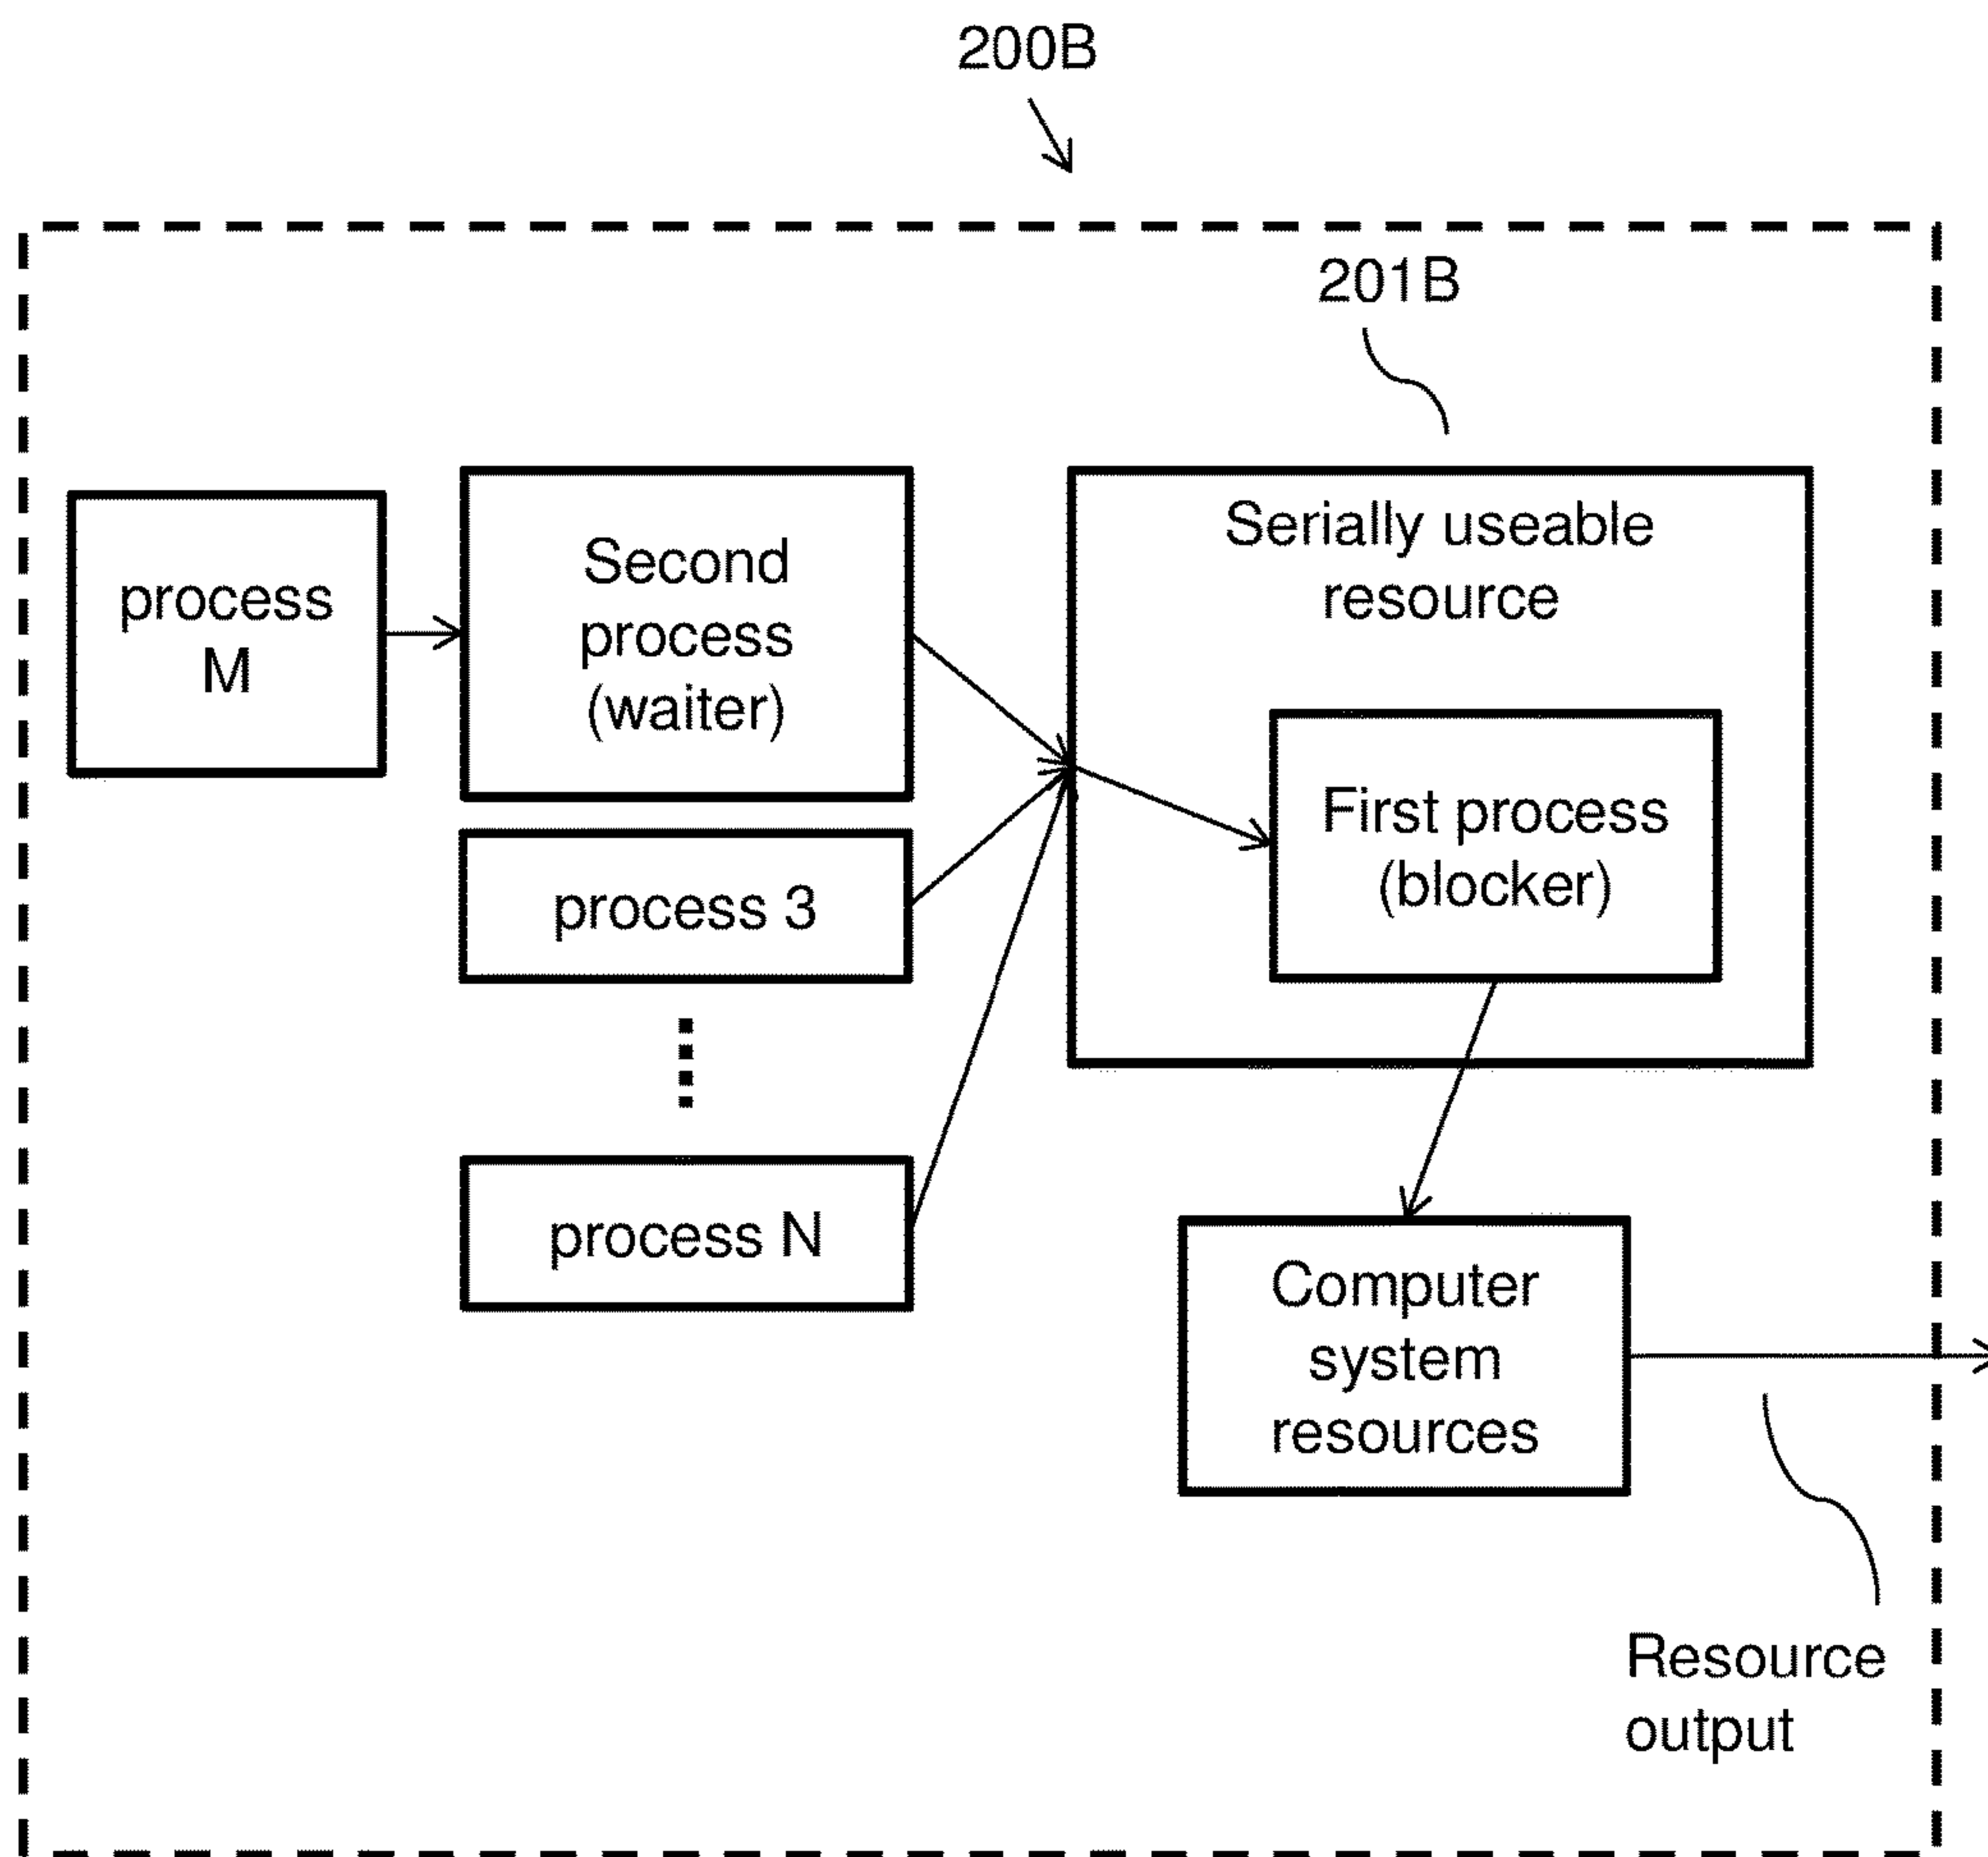 200B
201B
process
M
Second
process
(waiter)
Serially useable
resource
First process
(blocker)
process 3
process N
Computer
system
resources
Resource
output